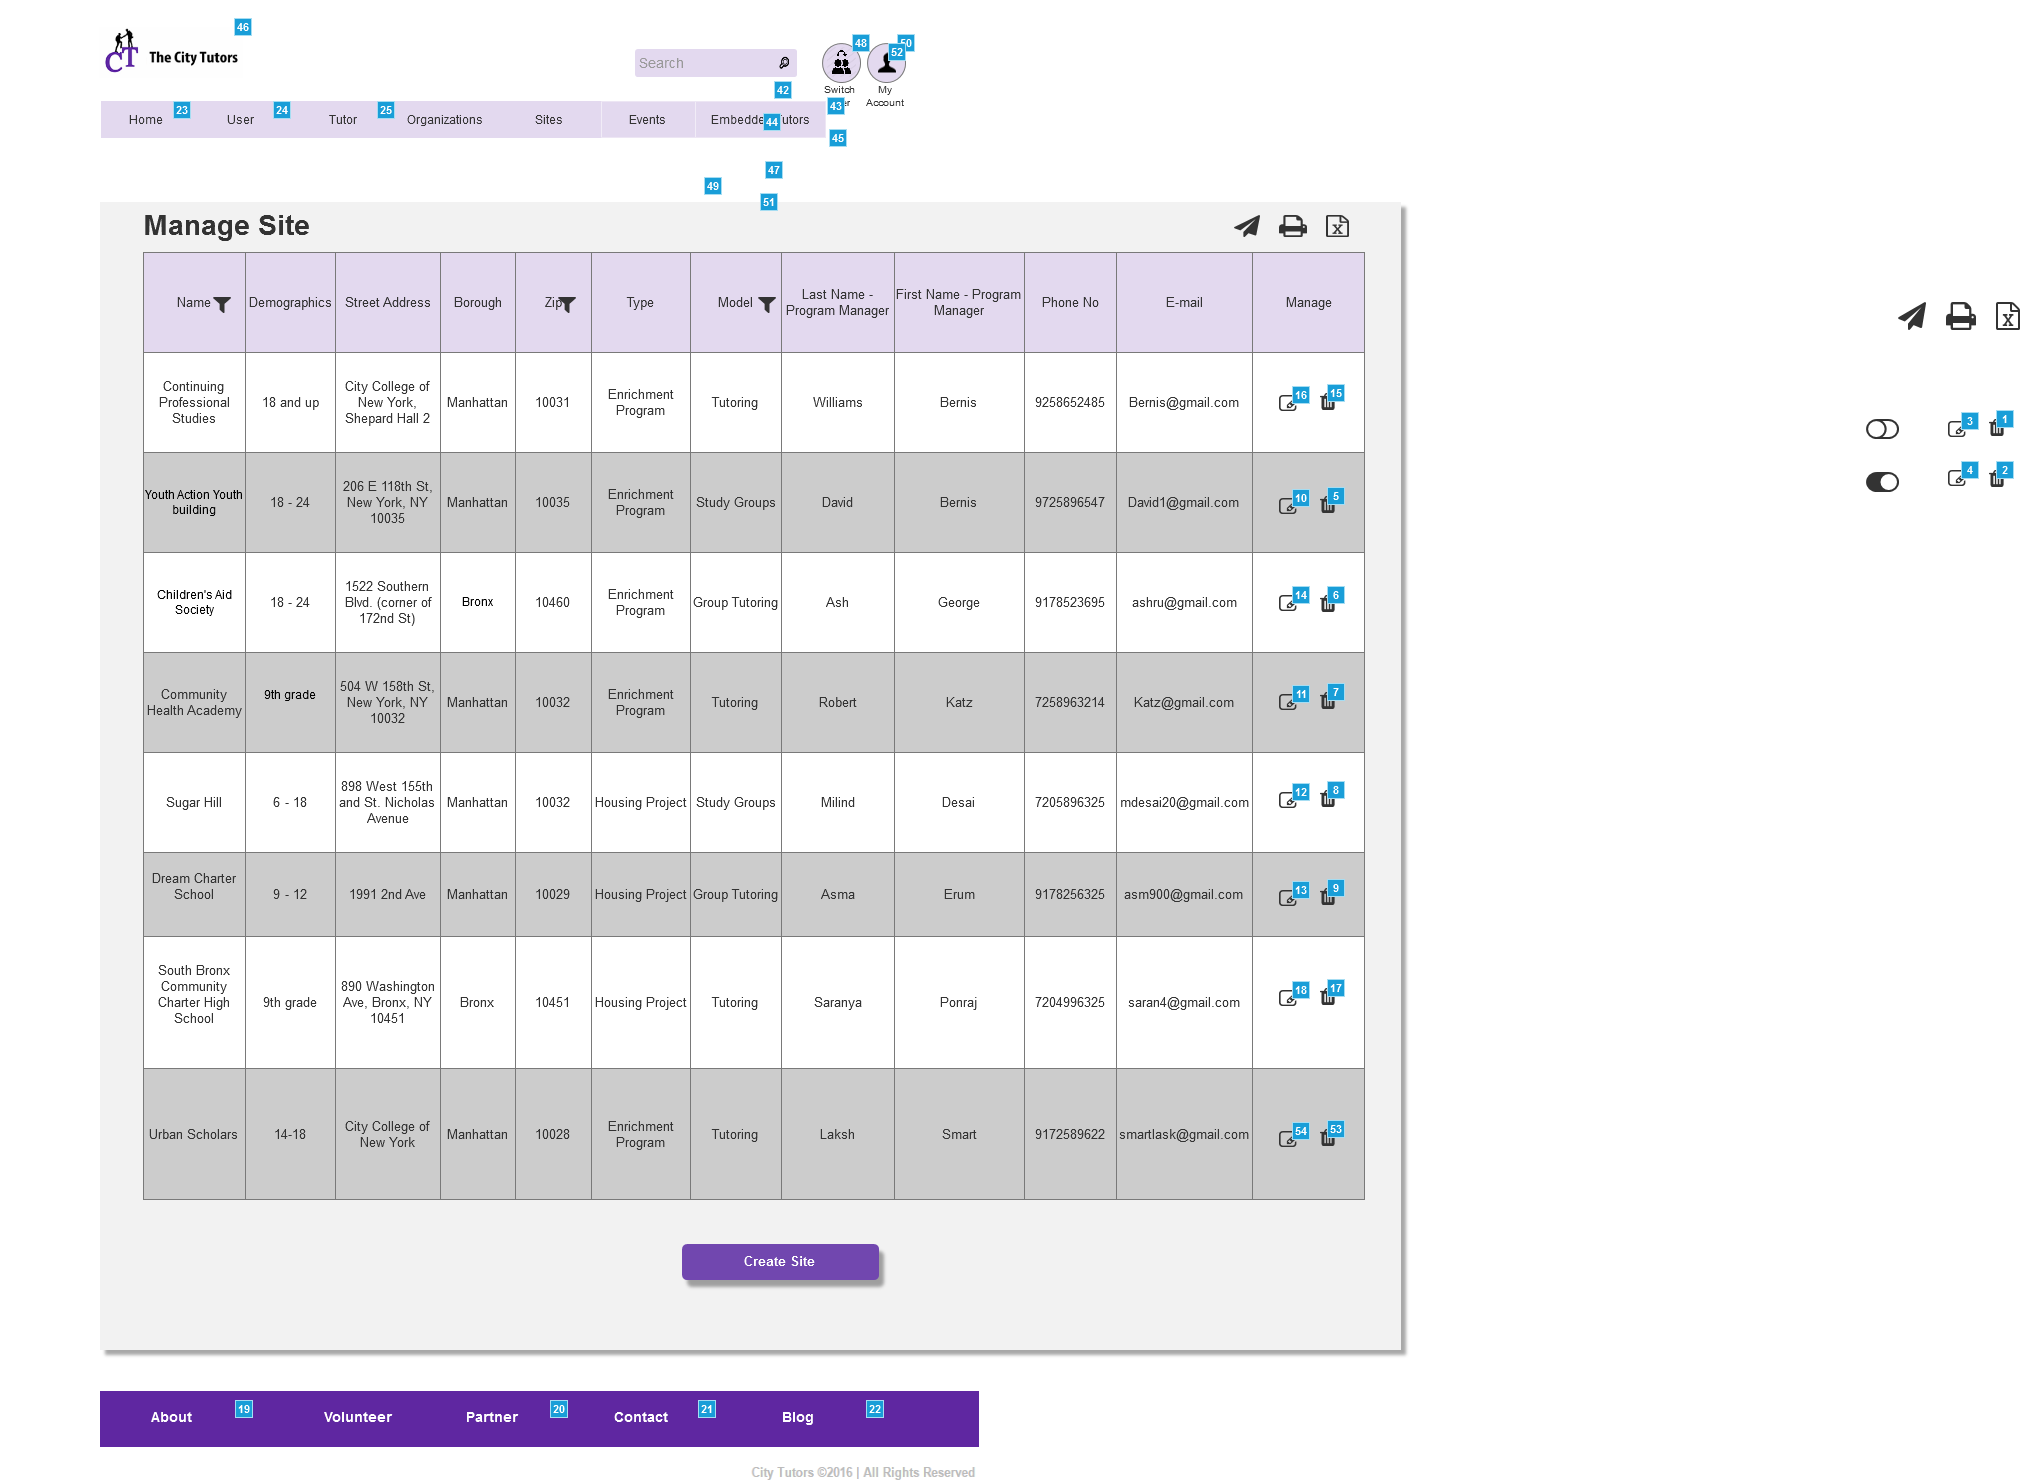 46
CT The City Tutors
Search
48
50
52
Switch
My
Account
42
Home 23 User 24 Tutor 25 Organizations Sites Events 44 Tutors 43
45
47
49
51
Manage Site
Name Demographics Street Address Borough Zip Type Model Last Name - Program Manager First Name - Program Manager Phone No E-mail Manage
Continuing Professional Studies 18 and up City College of New York, Shepard Hall 2 Manhattan 10031 Enrichment Program Tutoring Williams Bernis 9258652485 Bernis@gmail.com 16 15
3 1
4 2
Youth Action Youth building 18 - 24 206 E 118th St, New York, NY 10035 Manhattan 10035 Enrichment Program Study Groups David Bernis 9725896547 David1@gmail.com 10 5
Children's Aid Society 18 - 24 1522 Southern Blvd. (corner of 172nd St) Bronx 10460 Enrichment Program Group Tutoring Ash George 9178523695 ashru@gmail.com 14 6
Community Health Academy 9th grade 504 W 158th St, New York, NY 10032 Manhattan 10032 Enrichment Program Tutoring Robert Katz 7258963214 Katz@gmail.com 11 7
Sugar Hill 6 - 18 898 West 155th and St. Nicholas Avenue Manhattan 10032 Housing Project Study Groups Milind Desai 7205896325 mdesai20@gmail.com 12 8
Dream Charter School 9 - 12 1991 2nd Ave Manhattan 10029 Housing Project Group Tutoring Asma Erum 9178256325 asm900@gmail.com 13 9
South Bronx Community Charter High School 9th grade 890 Washington Ave, Bronx, NY 10451 Bronx 10451 Housing Project Tutoring Saranya Ponraj 7204996325 saran4@gmail.com 18 17
Urban Scholars 14-18 City College of New York Manhattan 10028 Enrichment Program Tutoring Laksh Smart 9172589622 smartlask@gmail.com 54 53
Create Site
About 19 Volunteer Partner 20 Contact 21 Blog 22
City Tutors ©2016 | All Rights Reserved